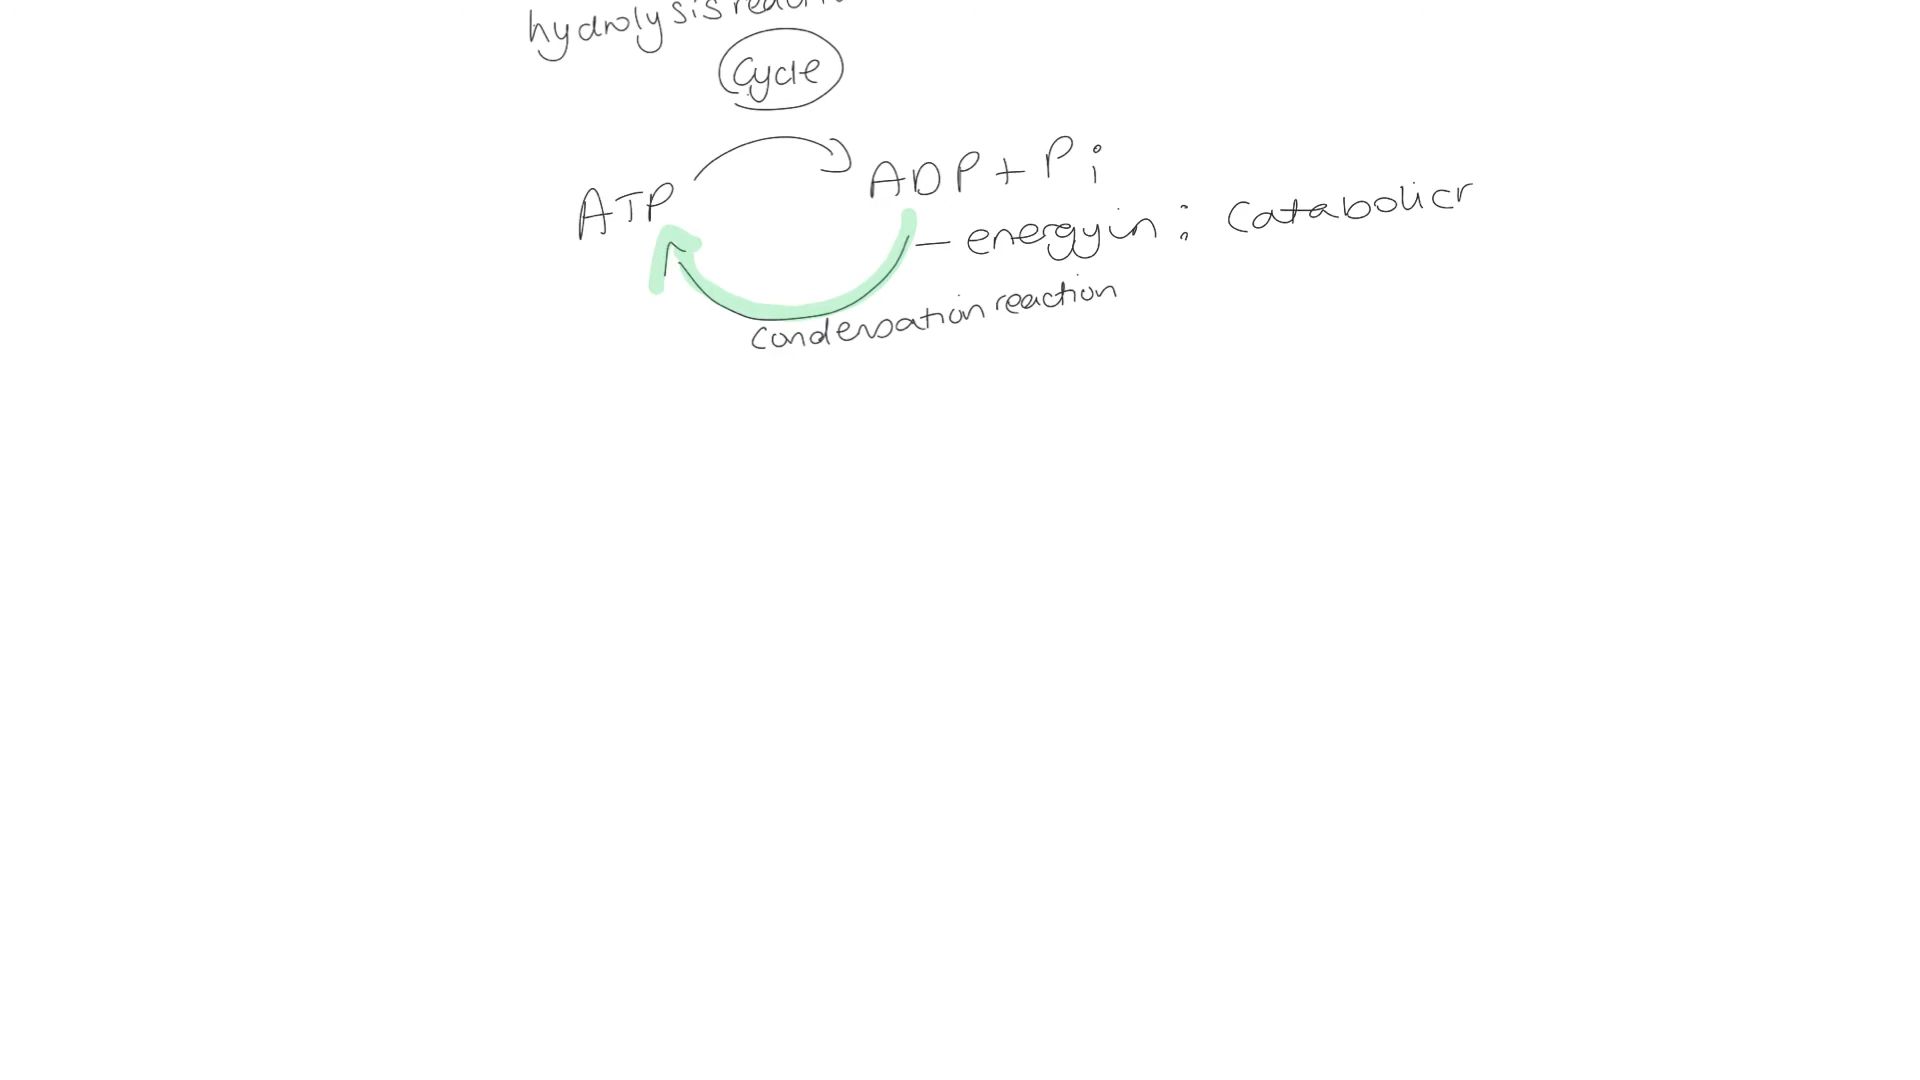 hydrolysis
Cycle
ATP
ADP + Pi
— energy in : Catabolic r
condensation reaction